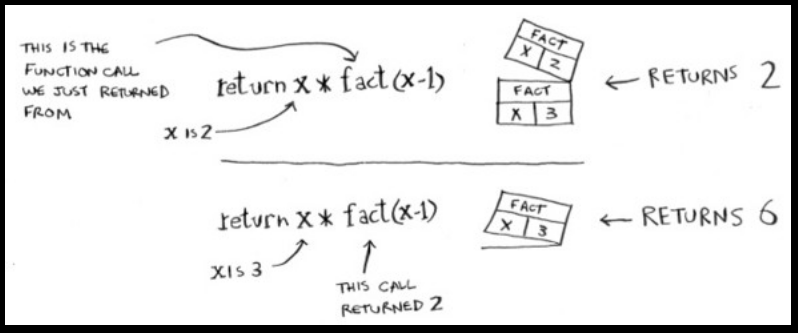 THIS IS THE
FUNCTION CALL
WE JUST RETURNED
FROM
return x * fact(x-1)
X IS 2
FACT
X 2
FACT
X 3
← RETURNS 2
return x * fact(x-1)
X IS 3
THIS CALL
RETURNED 2
FACT
X 3
← RETURNS 6